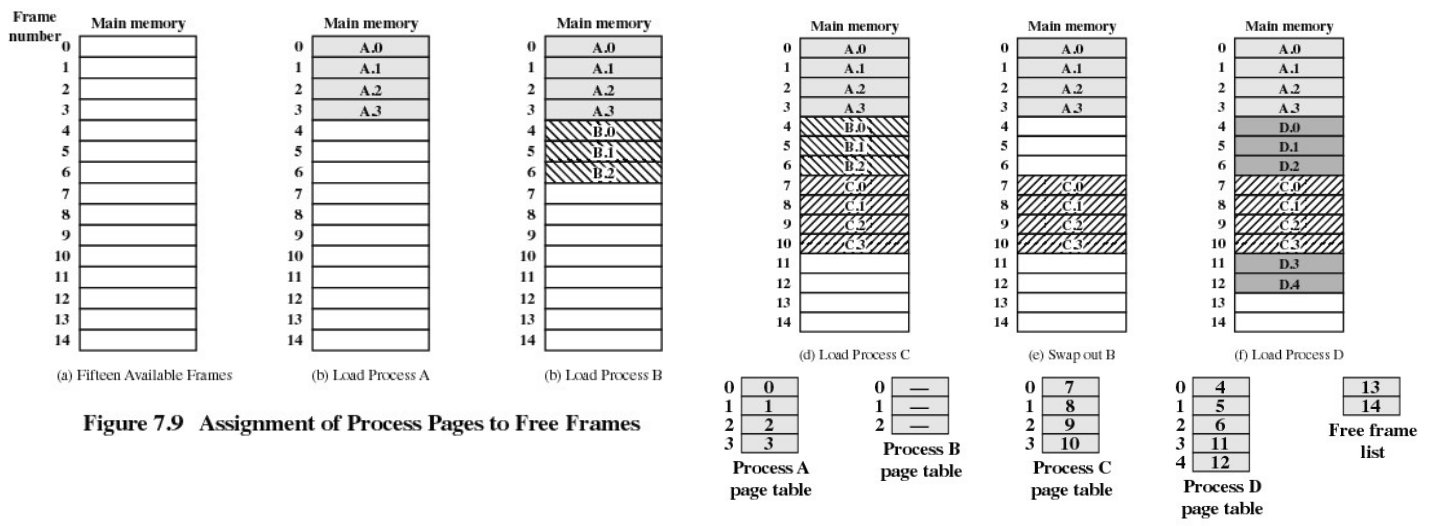 Frame number
Main memory
0
1
2
3
4
5
6
7
8
9
10
11
12
13
14
(a) Fifteen Available Frames
Main memory
0 A.0
1 A.1
2 A.2
3 A.3
4
5
6
7
8
9
10
11
12
13
14
(b) Load Process A
Main memory
0 A.0
1 A.1
2 A.2
3 A.3
4 B.0
5 B.1
6 B.2
7
8
9
10
11
12
13
14
(b) Load Process B
Figure 7.9 Assignment of Process Pages to Free Frames
Main memory
0 A.0
1 A.1
2 A.2
3 A.3
4 B.0
5 B.1
6 B.2
7 C.0
8 C.1
9 C.2
10 C.3
11
12
13
14
(d) Load Process C
Main memory
0 A.0
1 A.1
2 A.2
3 A.3
4
5
6
7 C.0
8 C.1
9 C.2
10 C.3
11
12
13
14
(e) Swap out B
Main memory
0 A.0
1 A.1
2 A.2
3 A.3
4 D.0
5 D.1
6 D.2
7 C.0
8 C.1
9 C.2
10 C.3
11 D.3
12 D.4
13
14
(f) Load Process D
0 0
1 1
2 2
3 3
Process A
page table
0 —
1 —
2 —
Process B
page table
0 7
1 8
2 9
3 10
Process C
page table
0 4
1 5
2 6
3 11
4 12
Process D
page table
13
14
Free frame
list